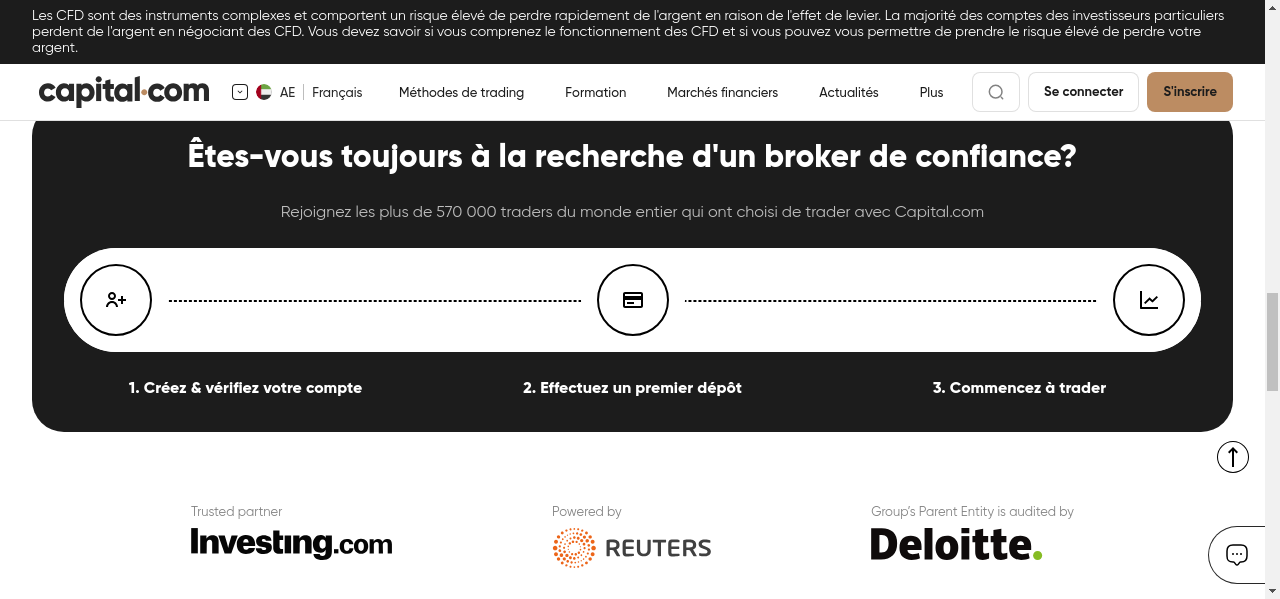 Les CFD sont des instruments complexes et comportent un risque élevé de perdre rapidement de l'argent en raison de l'effet de levier. La majorité des comptes des investisseurs particuliers
perdent de l'argent en négociant des CFD. Vous devez savoir si vous comprenez le fonctionnement des CFD et si vous pouvez vous permettre de prendre le risque élevé de perdre votre
argent.
capital.com AE Français Méthodes de trading Formation Marchés financiers Actualités Plus Se connecter S'inscrire
Êtes-vous toujours à la recherche d'un broker de confiance?
Rejoignez les plus de 570 000 traders du monde entier qui ont choisi de trader avec Capital.com
1. Créez & vérifiez votre compte 2. Effectuez un premier dépôt 3. Commencez à trader
Trusted partner Powered by Group's Parent Entity is audited by
Investing.com REUTERS Deloitte.